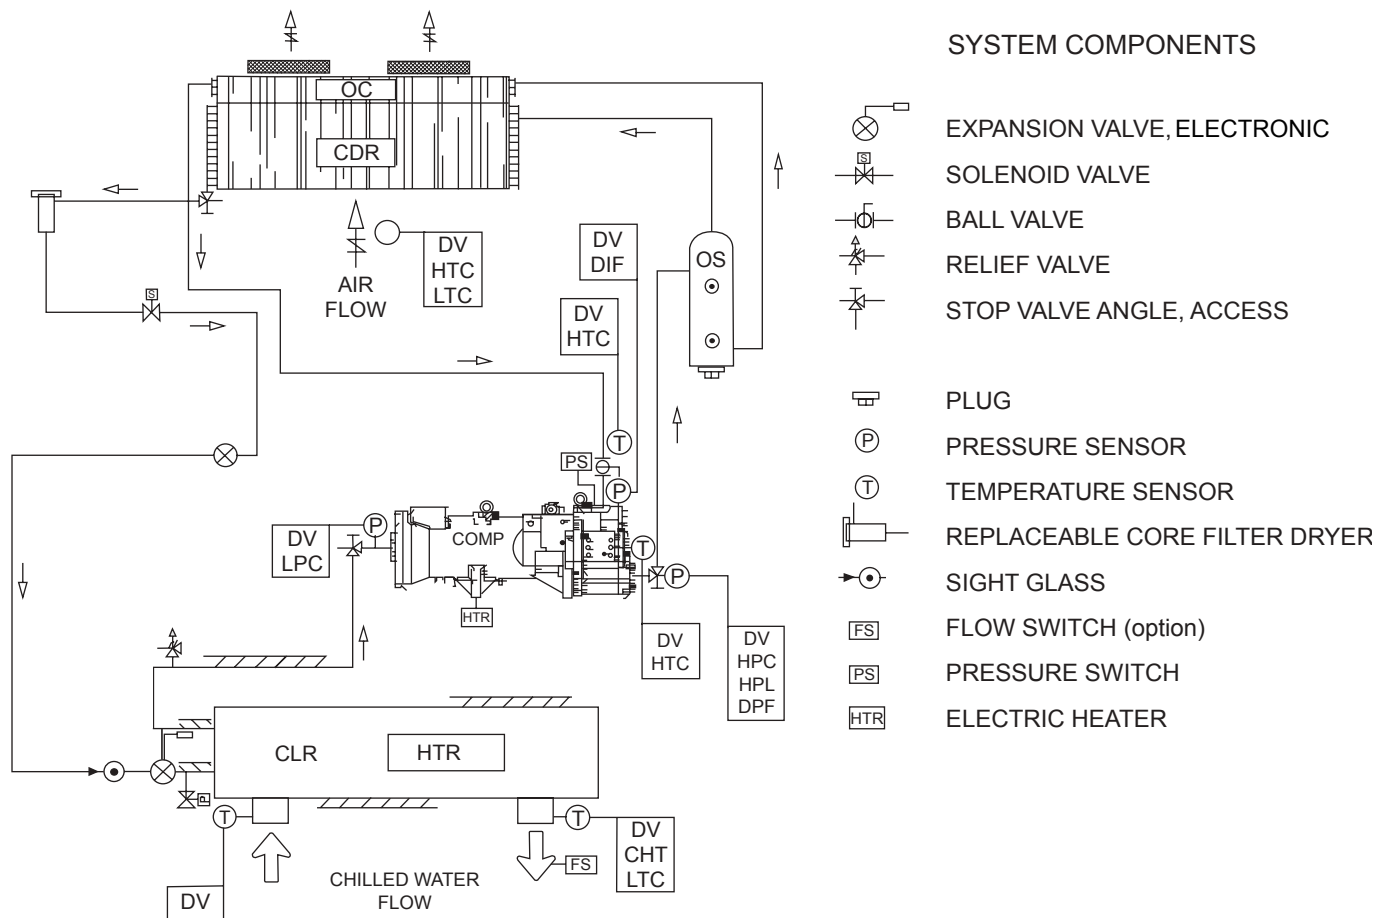 SYSTEM COMPONENTS
EXPANSION VALVE, ELECTRONIC
S
SOLENOID VALVE
BALL VALVE
RELIEF VALVE
STOP VALVE ANGLE, ACCESS
PLUG
P
PRESSURE SENSOR
T
TEMPERATURE SENSOR
REPLACEABLE CORE FILTER DRYER
SIGHT GLASS
FS
FLOW SWITCH (option)
PS
PRESSURE SWITCH
HTR
ELECTRIC HEATER
OC
CDR
AIR
FLOW
DV
HTC
LTC
DV
DIF
DV
HTC
OS
S
T
PS
P
P
COMP
T
P
HTR
DV
LPC
DV
HTC
DV
HPC
HPL
DPF
CLR
HTR
P
T
T
DV
CHT
LTC
FS
CHILLED WATER
FLOW
DV